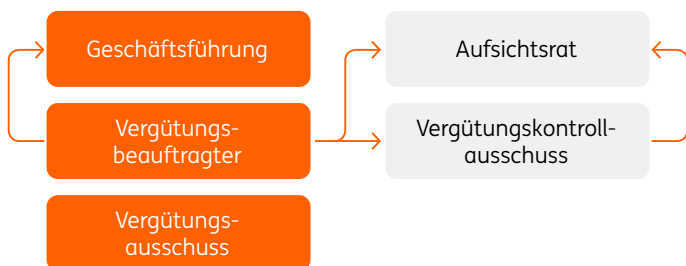 Geschäftsführung
Aufsichtsrat
Vergütungs-
beauftragter
Vergütungskontroll-
ausschuss
Vergütungs-
ausschuss